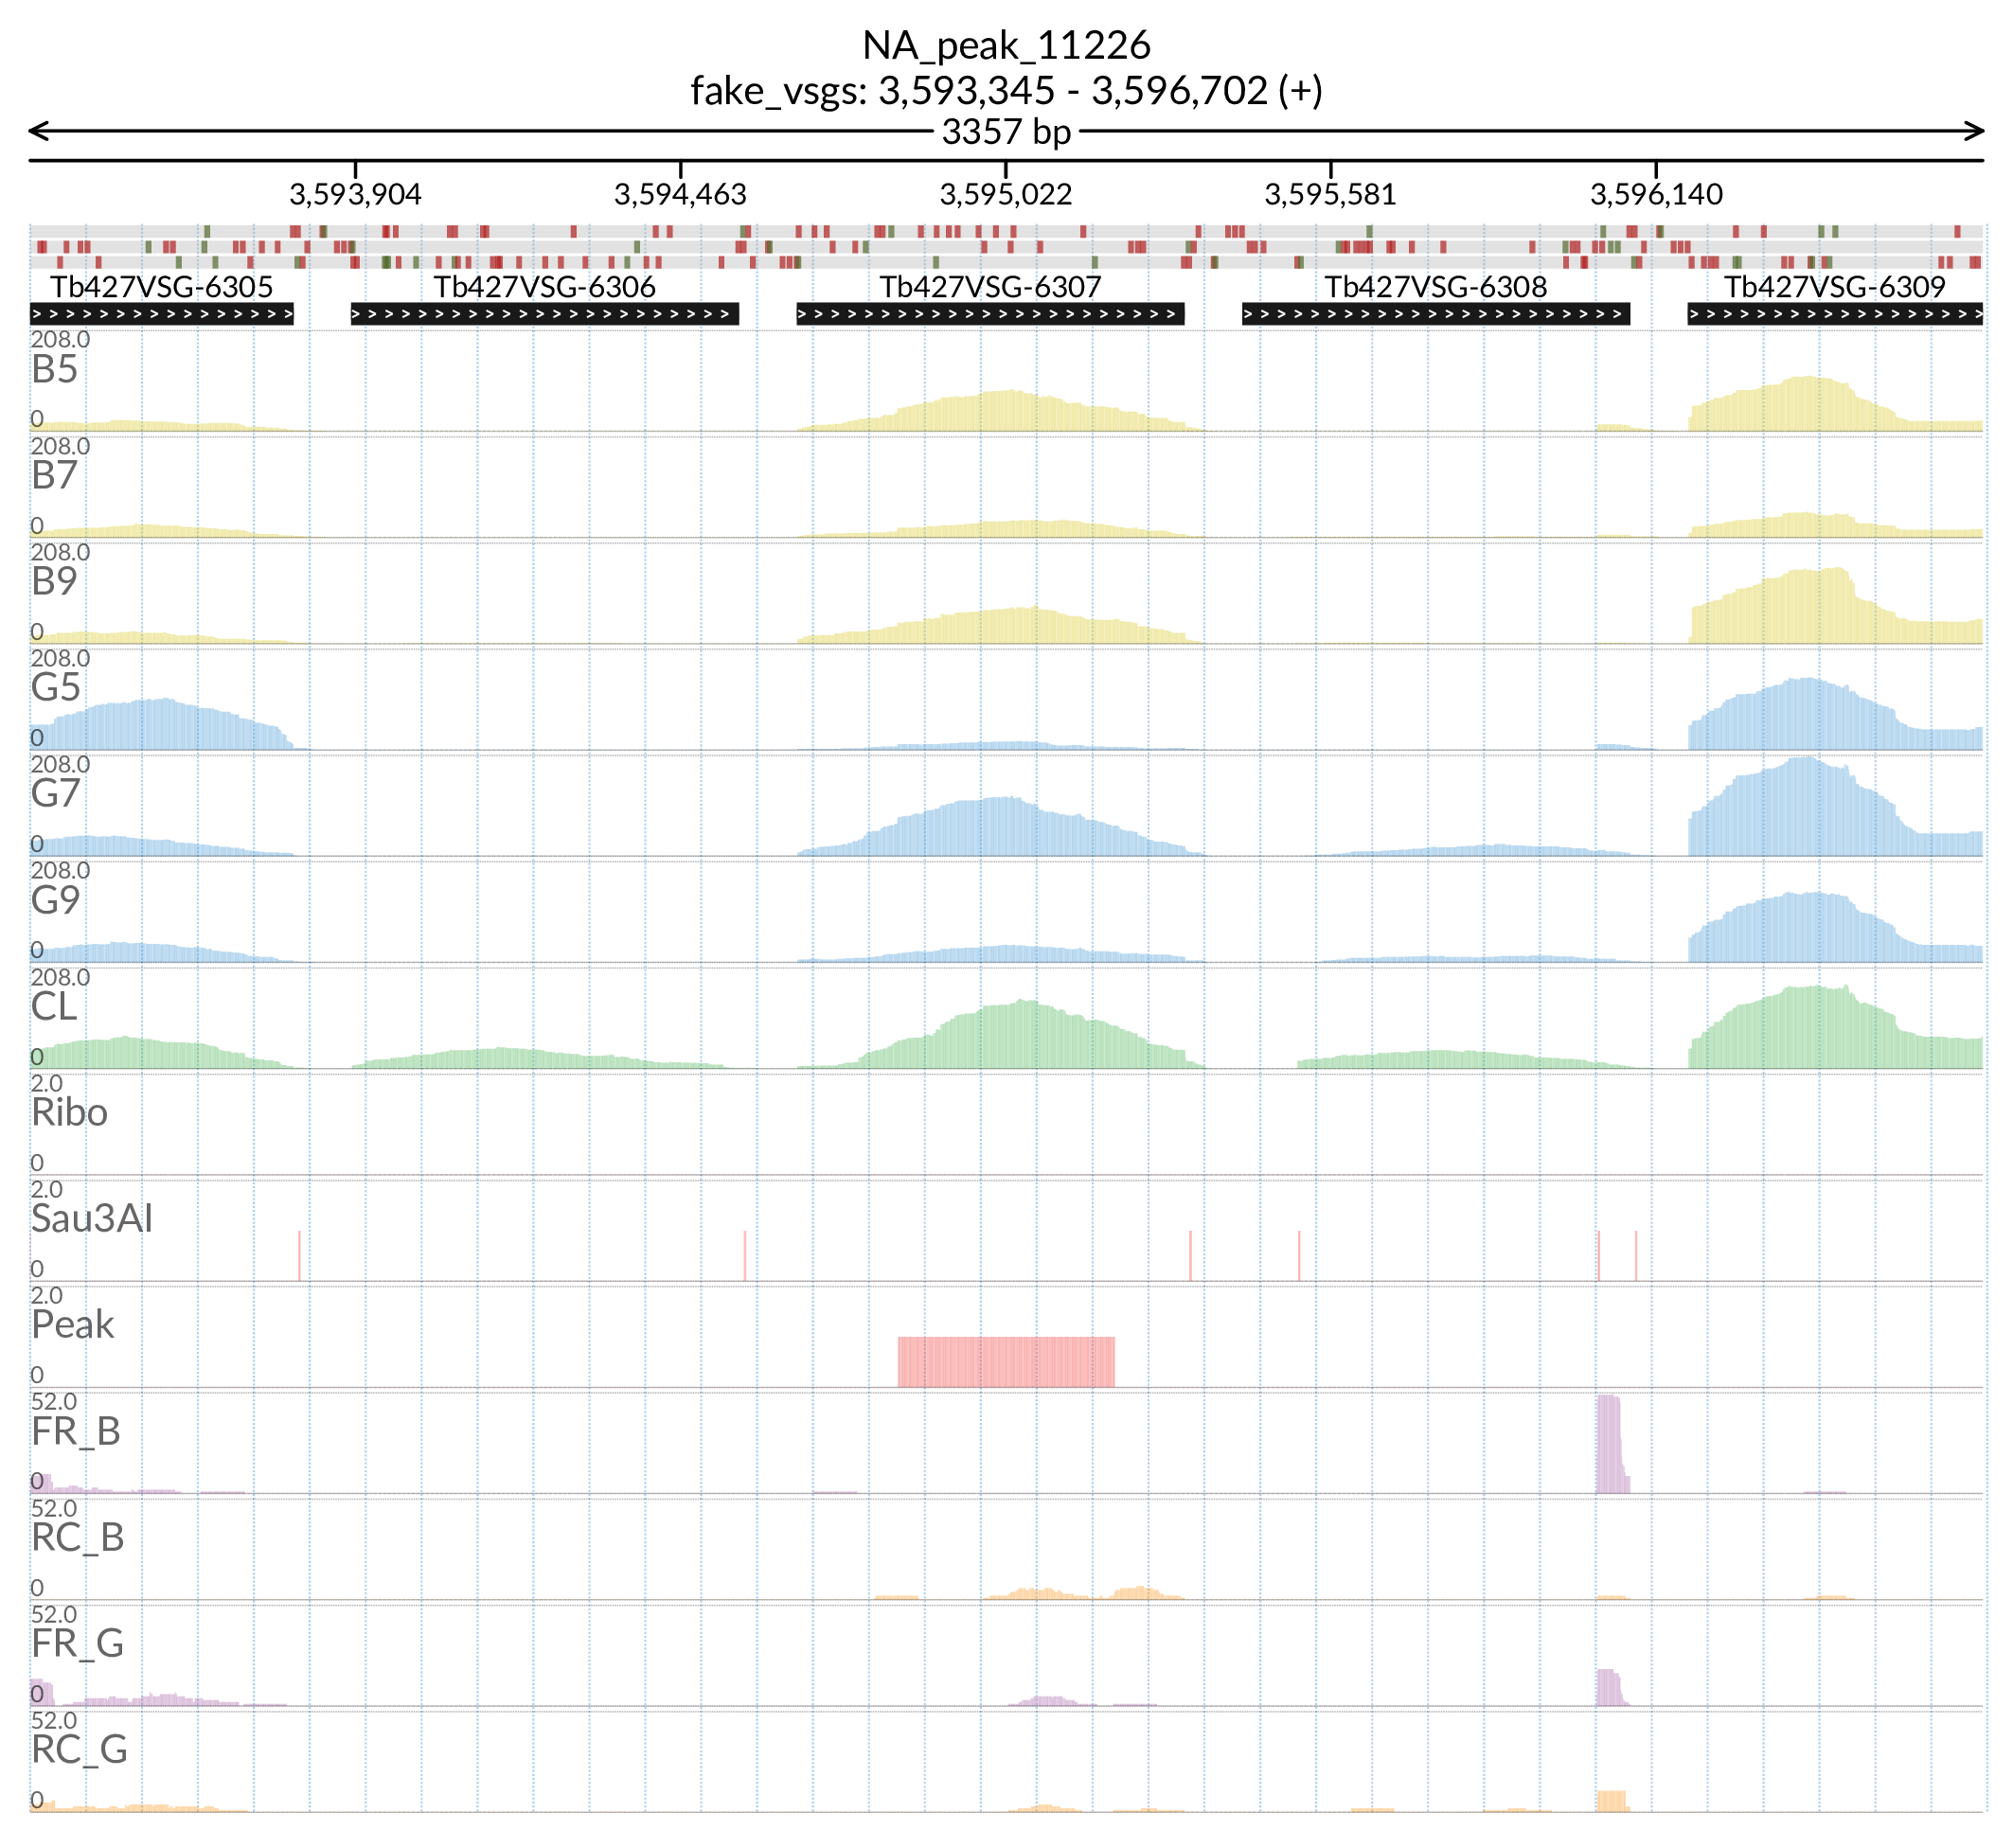 NA_peak_11226
fake_vsgs: 3,593,345 - 3,596,702 (+)
3357 bp
3,593,904 3,594,463 3,595,022 3,595,581 3,596,140
Tb427VSG-6305 Tb427VSG-6306 Tb427VSG-6307 Tb427VSG-6308 Tb427VSG-6309
208.0
B5
0
208.0
B7
0
208.0
B9
0
208.0
G5
0
208.0
G7
0
208.0
G9
0
208.0
CL
0
2.0
Ribo
0
2.0
Sau3AI
0
2.0
Peak
0
52.0
FR_B
0
52.0
RC_B
0
52.0
FR_G
0
52.0
RC_G
0